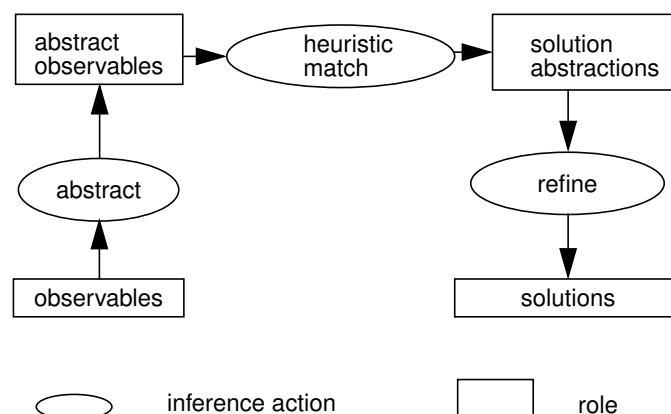 abstract
observables
heuristic
match
solution
abstractions
abstract
refine
observables
solutions
inference action
role